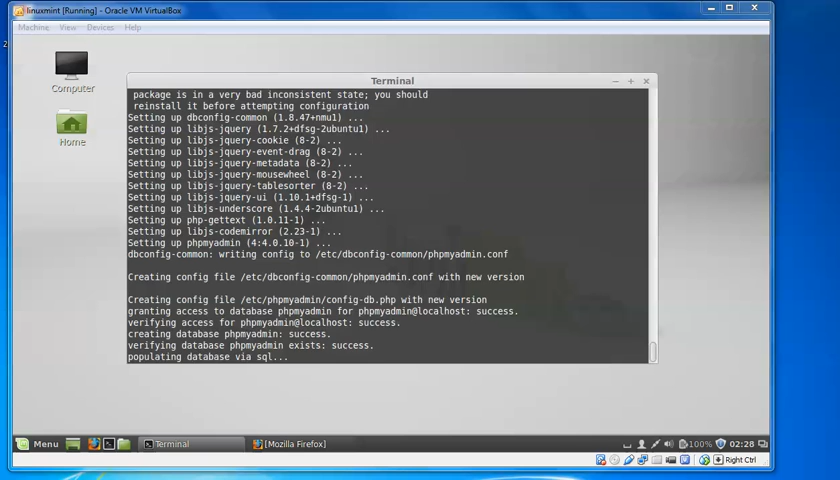 linuxmint [Running] - Oracle VM VirtualBox
Machine View Devices Help
2
Computer
Home
Terminal
package is in a very bad inconsistent state; you should
reinstall it before attempting configuration
Setting up dbconfig-common (1.8.47+nmu1) ...
Setting up libjs-jquery (1.7.2+dfsg-2ubuntu1) ...
Setting up libjs-jquery-cookie (8-2) ...
Setting up libjs-jquery-event-drag (8-2) ...
Setting up libjs-jquery-metadata (8-2) ...
Setting up libjs-jquery-mousewheel (8-2) ...
Setting up libjs-jquery-tablesorter (8-2) ...
Setting up libjs-jquery-ui (1.10.1+dfsg-1) ...
Setting up libjs-underscore (1.4.4-2ubuntu1) ...
Setting up php-gettext (1.0.11-1) ...
Setting up libjs-codemirror (2.23-1) ...
Setting up phpmyadmin (4:4.0.10-1) ...
dbconfig-common: writing config to /etc/dbconfig-common/phpmyadmin.conf
Creating config file /etc/dbconfig-common/phpmyadmin.conf with new version
Creating config file /etc/phpmyadmin/config-db.php with new version
granting access to database phpmyadmin for phpmyadmin@localhost: success.
verifying access for phpmyadmin@localhost: success.
creating database phpmyadmin: success.
verifying database phpmyadmin exists: success.
populating database via sql...
Menu Terminal [Mozilla Firefox] 100% 02:28
Right Ctrl